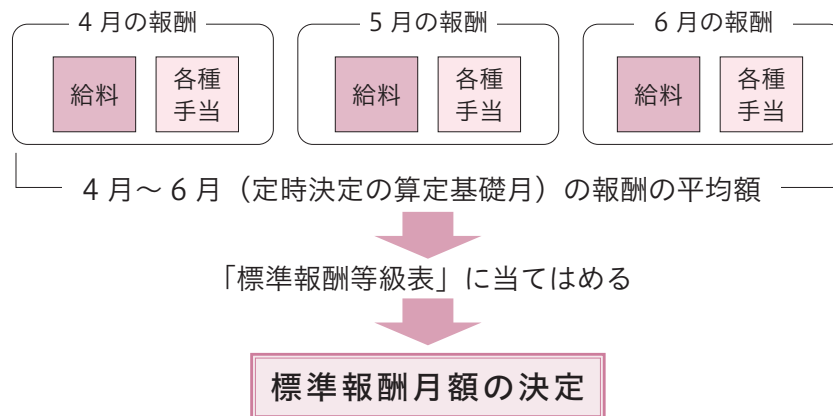 4月の報酬
5月の報酬
6月の報酬
給料
各種
手当
給料
各種
手当
給料
各種
手当
4月～6月（定時決定の算定基礎月）の報酬の平均額
「標準報酬等級表」に当てはめる
標準報酬月額の決定